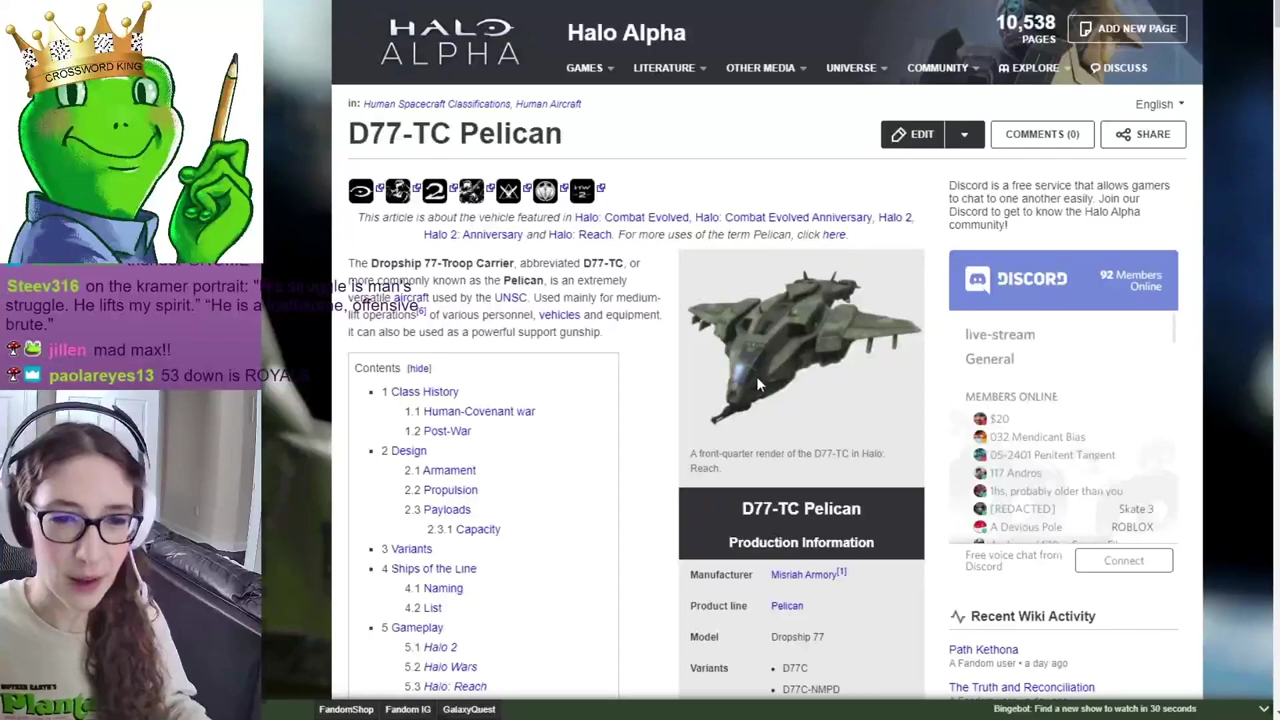 CROSSWORD KING
Steev316 on the kramer portrait: is man's
struggle. He lifts my spirit." "He is a offensive
brute."
jillen mad max!!
paolareyes13 53 down is ROYA
HALO
ALPHA
Halo Alpha
10,538
PAGES
ADD NEW PAGE
GAMES
LITERATURE
OTHER MEDIA
UNIVERSE
COMMUNITY
EXPLORE
DISCUSS
in: Human Spacecraft Classifications, Human Aircraft
English
D77-TC Pelican
EDIT
COMMENTS (0)
SHARE
This article is about the vehicle featured in Halo: Combat Evolved, Halo: Combat Evolved Anniversary, Halo 2,
Halo 2: Anniversary and Halo: Reach. For more uses of the term Pelican, click here.
The Dropship 77-Troop Carrier, abbreviated D77-TC, or
more commonly known as the Pelican, is an extremely
versatile aircraft used by the UNSC. Used mainly for medium-
lift operations[6] of various personnel, vehicles and equipment,
it can also be used as a powerful support gunship.
Contents [hide]
1 Class History
1.1 Human-Covenant war
1.2 Post-War
2 Design
2.1 Armament
2.2 Propulsion
2.3 Payloads
2.3.1 Capacity
3 Variants
4 Ships of the Line
4.1 Naming
4.2 List
5 Gameplay
5.1 Halo 2
5.2 Halo Wars
5.3 Halo: Reach
A front-quarter render of the D77-TC in Halo:
Reach.
D77-TC Pelican
Production Information
Manufacturer Misriah Armory[1]
Product line Pelican
Model Dropship 77
Variants • D77C
• D77C-NMPD
Discord is a free service that allows gamers
to chat to one another easily. Join our
Discord to get to know the Halo Alpha
community!
DISCORD
92 Members
Online
live-stream
General
MEMBERS ONLINE
$20
032 Mendicant Bias
05-2401 Penitent Tangent
117 Andros
1hs, probably older than you
[REDACTED] Skate 3
A Devious Pole ROBLOX
Free voice chat from
Discord
Connect
Recent Wiki Activity
Path Kethona
A Fandom user • a day ago
The Truth and Reconciliation
FandomShop
Fandom IG
GalaxyQuest
Bingebot: Find a new show to watch in 30 seconds